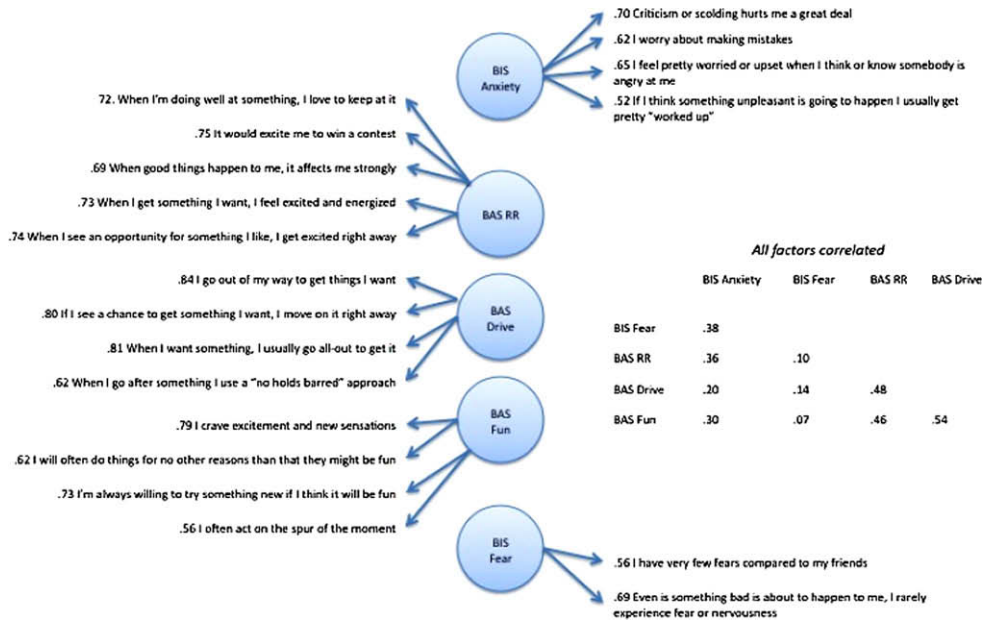 .70 Criticism or scolding hurts me a great deal
.62 I worry about making mistakes
.65 I feel pretty worried or upset when I think or know somebody is
angry at me
.52 If I think something unpleasant is going to happen I usually get
pretty "worked up"
BIS
Anxiety
72. When I'm doing well at something, I love to keep at it
.75 It would excite me to win a contest
.69 When good things happen to me, it affects me strongly
.73 When I get something I want, I feel excited and energized
.74 When I see an opportunity for something I like, I get excited right away
BAS RR
.84 I go out of my way to get things I want
.80 If I see a chance to get something I want, I move on it right away
.81 When I want something, I usually go all-out to get it
.62 When I go after something I use a "no holds barred" approach
BAS
Drive
.79 I crave excitement and new sensations
.62 I will often do things for no other reasons than that they might be fun
.73 I'm always willing to try something new if I think it will be fun
.56 I often act on the spur of the moment
BAS
Fun
BIS
Fear
.56 I have very few fears compared to my friends
.69 Even is something bad is about to happen to me, I rarely
experience fear or nervousness
All factors correlated
BIS Anxiety BIS Fear BAS RR BAS Drive
BIS Fear .38
BAS RR .36 .10
BAS Drive .20 .14 .48
BAS Fun .30 .07 .46 .54